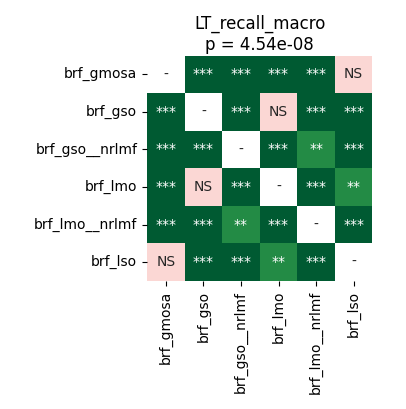 LT_recall_macro
p = 4.54e-08
brf_gmosa - *** *** *** *** NS
brf_gso *** - *** NS *** ***
brf_gso__nrlmf *** *** - *** ** ***
brf_lmo *** NS *** - *** **
brf_lmo__nrlmf *** *** ** *** - ***
brf_lso NS *** *** ** *** -
brf_gmosa brf_gso brf_gso__nrlmf brf_lmo brf_lmo__nrlmf brf_lso